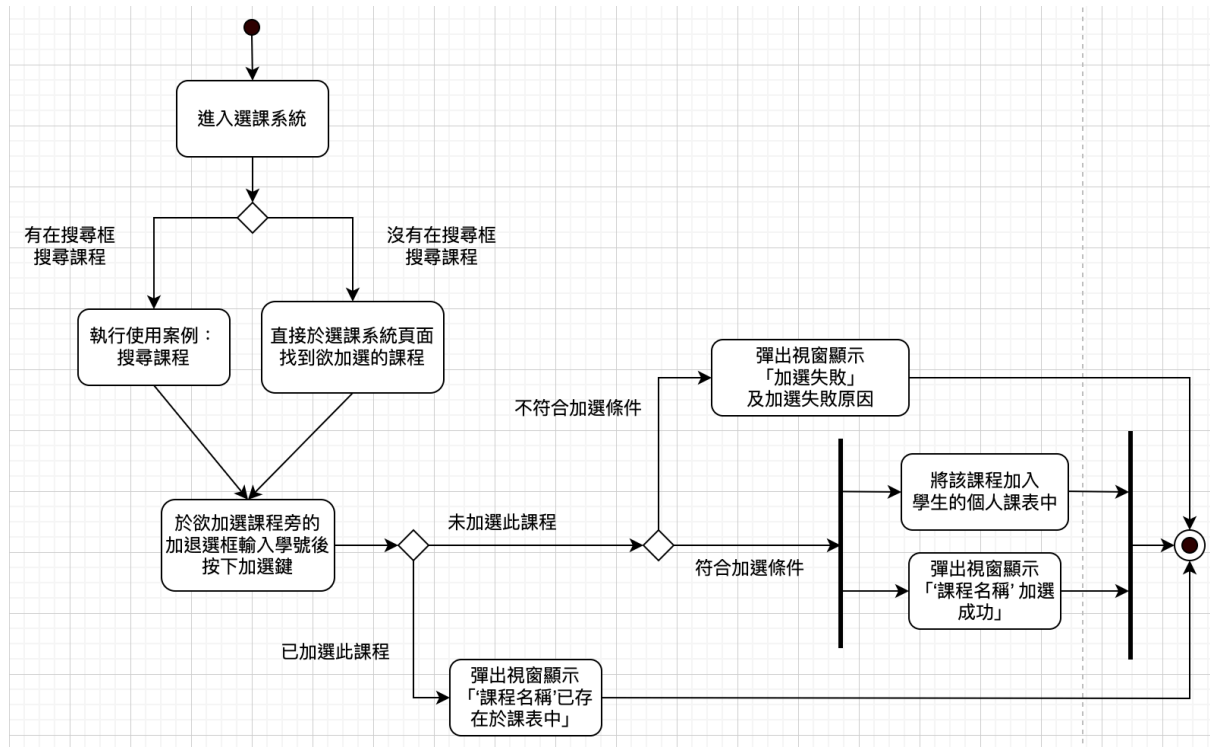 進入選課系統
有在搜尋框
搜尋課程
沒有在搜尋框
搜尋課程
執行使用案例：
搜尋課程
直接於選課系統頁面
找到欲加選的課程
彈出視窗顯示
「加選失敗」
及加選失敗原因
不符合加選條件
將該課程加入
學生的個人課表中
於欲加選課程旁的
加退選框輸入學號後
按下加選鍵
未加選此課程
符合加選條件
彈出視窗顯示
「‘課程名稱’ 加選
成功」
已加選此課程
彈出視窗顯示
「‘課程名稱’已存
在於課表中」